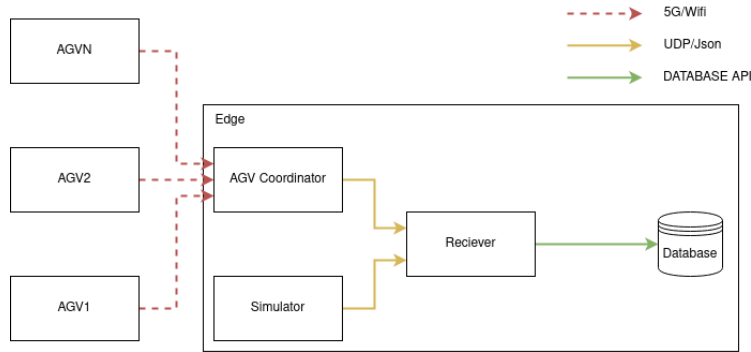 AGVN
5G/Wifi
UDP/Json
DATABASE API
Edge
AGV2
AGV Coordinator
Reciever
Database
AGV1
Simulator